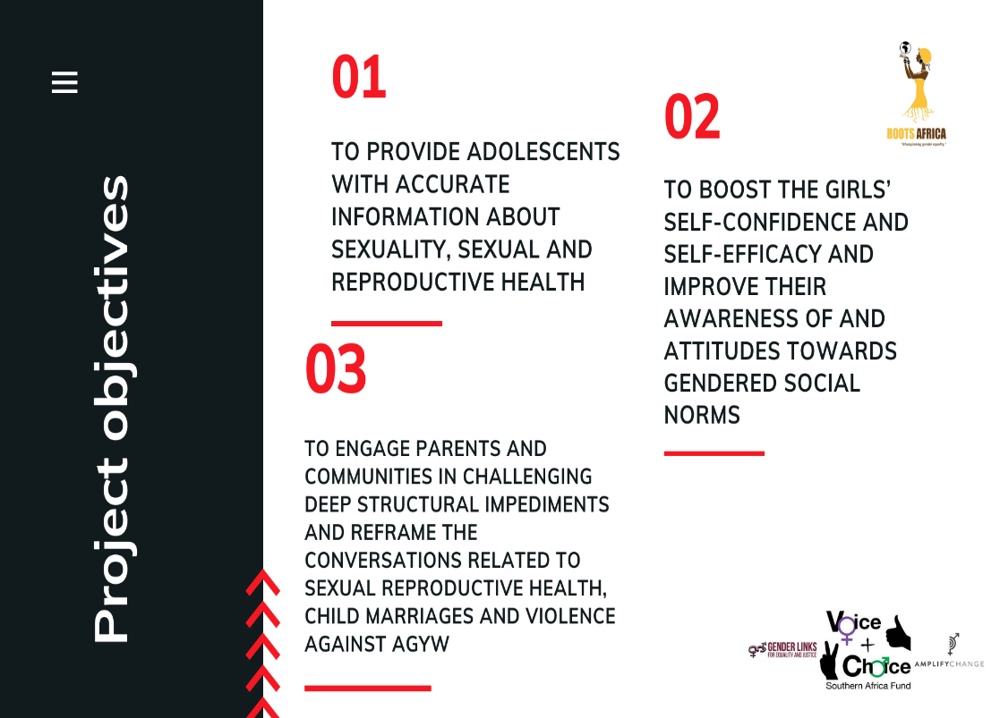 Project objectives
01
TO PROVIDE ADOLESCENTS
WITH ACCURATE
INFORMATION ABOUT
SEXUALITY, SEXUAL AND
REPRODUCTIVE HEALTH
02
TO BOOST THE GIRLS’
SELF-CONFIDENCE AND
SELF-EFFICACY AND
IMPROVE THEIR
AWARENESS OF AND
ATTITUDES TOWARDS
GENDERED SOCIAL
NORMS
03
TO ENGAGE PARENTS AND
COMMUNITIES IN CHALLENGING
DEEP STRUCTURAL IMPEDIMENTS
AND REFRAME THE
CONVERSATIONS RELATED TO
SEXUAL REPRODUCTIVE HEALTH,
CHILD MARRIAGES AND VIOLENCE
AGAINST AGYW
ROOTS AFRICA
"Championing gender equality"
GENDER LINKS
FOR EQUALITY AND JUSTICE
Voice
+
Choice
Southern Africa Fund
AMPLIFYCHANGE